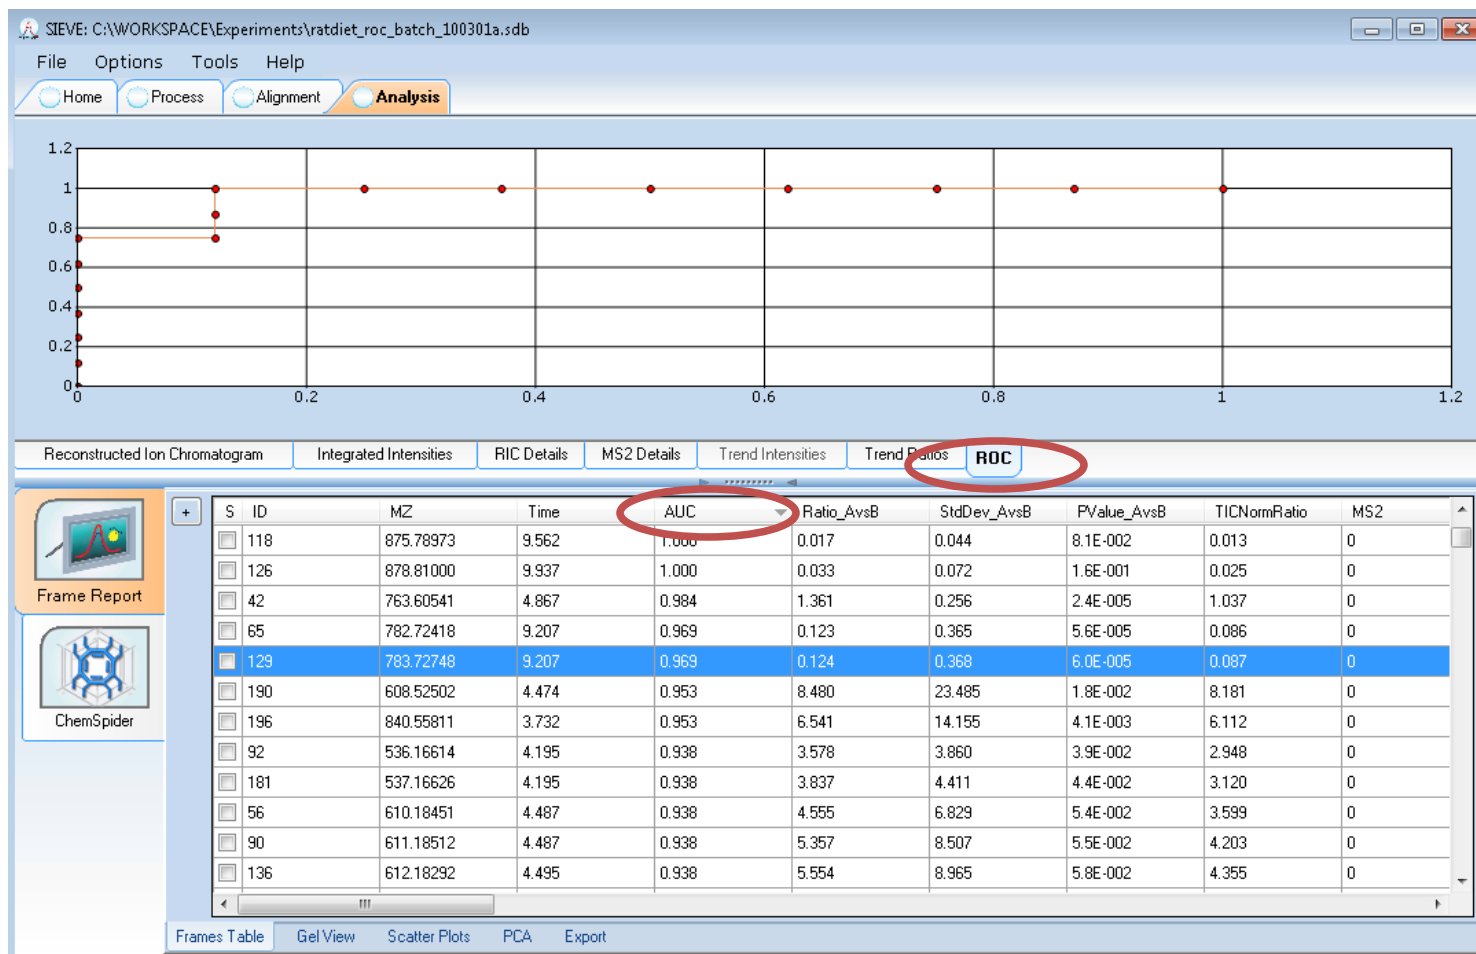 SIEVE: C:\WORKSPACE\Experiments\ratdiet_roc_batch_100301a.sdb
File Options Tools Help
Home Process Alignment Analysis
1.2
1
0.8
0.6
0.4
0.2
0
0 0.2 0.4 0.6 0.8 1 1.2
Reconstructed Ion Chromatogram Integrated Intensities RIC Details MS2 Details Trend Intensities Trend Ratios ROC
Frame Report
ChemSpider
+
S ID MZ Time AUC Ratio_AvsB StdDev_AvsB PValue_AvsB TICNormRatio MS2
118 875.78973 9.562 1.000 0.017 0.044 8.1E-002 0.013 0
126 878.81000 9.937 1.000 0.033 0.072 1.6E-001 0.025 0
42 763.60541 4.867 0.984 1.361 0.256 2.4E-005 1.037 0
65 782.72418 9.207 0.969 0.123 0.365 5.6E-005 0.086 0
129 783.72748 9.207 0.969 0.124 0.368 6.0E-005 0.087 0
190 608.52502 4.474 0.953 8.480 23.485 1.8E-002 8.181 0
196 840.55811 3.732 0.953 6.541 14.155 4.1E-003 6.112 0
92 536.16614 4.195 0.938 3.578 3.860 3.9E-002 2.948 0
181 537.16626 4.195 0.938 3.837 4.411 4.4E-002 3.120 0
56 610.18451 4.487 0.938 4.555 6.829 5.4E-002 3.599 0
90 611.18512 4.487 0.938 5.357 8.507 5.5E-002 4.203 0
136 612.18292 4.495 0.938 5.554 8.965 5.8E-002 4.355 0
Frames Table Gel View Scatter Plots PCA Export